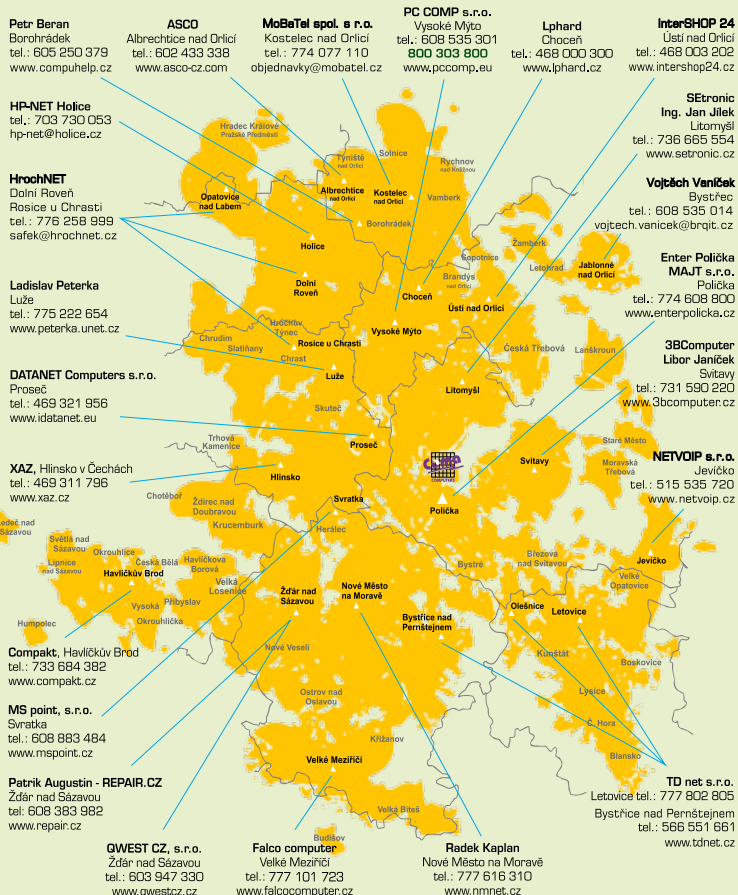 Petr Beran
Borohrádek
tel.: 605 250 379
www.compuhelp.cz
ASCO
Albrechtice nad Orlicí
tel.: 602 433 338
www.asco-cz.com
MoBaTel spol. s r.o.
Kostelec nad Orlicí
tel.: 774 077 110
objednavky@mobatel.cz
PC COMP s.r.o.
Vysoké Mýto
tel.: 608 535 301
800 303 800
www.pccomp.eu
Lphard
Choceň
tel.: 468 000 300
www.lphard.cz
InterSHOP 24
Ústí nad Orlicí
tel.: 468 003 202
www.intershop24.cz
HP-NET Holice
tel.: 703 730 053
hp-net@holice.cz
HrochNET
Dolní Roveň
Rosice u Chrasti
tel.: 776 258 999
safek@hrochnet.cz
Ladislav Peterka
Luže
tel.: 775 222 654
www.peterka.unet.cz
DATANET Computers s.r.o.
Proseč
tel.: 469 321 956
www.idatanet.eu
XAZ, Hlinsko v Čechách
tel.: 469 311 796
www.xaz.cz
SEtronic
Ing. Jan Jílek
Litomyšl
tel.: 736 665 554
www.setronic.cz
Vojtěch Vaníček
Bystřec
tel.: 608 535 014
vojtech.vanicek@brqit.cz
Enter Polička
MAJT s.r.o.
Polička
tel.: 774 608 800
www.enterpolicka.cz
3BComputer
Libor Janíček
Svitavy
tel.: 731 590 220
www.3bcomputer.cz
NETVOIP s.r.o.
Jevíčko
tel.: 515 535 720
www.netvoip.cz
Hradec Králové
Pražské Předměstí
Týniště
nad Orlicí
Solnice
Rychnov
nad Kněžnou
Opatovice
nad Labem
Albrechtice
nad Orlicí
Kostelec
nad Orlicí
Vamberk
Borohrádek
Holice
Žamberk
Sopotnice
Letohrad
Jablonné
nad Orlicí
Brandýs
nad Orlicí
Dolní
Roveň
Choceň
Ústí nad Orlicí
Hrochův
Týnec
Vysoké Mýto
Chrudim
Slatiňany
Rosice u Chrasti
Chrast
Česká Třebová
Lanškroun
Luže
Litomyšl
Skuteč
Trhová
Kamenice
Proseč
Staré Město
Svitavy
Moravská
Třebová
Hlinsko
COMPUTERS
Chotěboř
Ždírec nad
Doubravou
Svratka
Polička
Krucemburk
Herálec
Ledeč nad
Sázavou
Světlá nad
Sázavou
Okrouhlice
Lipnice
nad Sázavou
Česká Bělá
Havlíčkova
Borová
Havlíčkův Brod
Velká
Losenice
Vysoká
Přibyslav
Okrouhlička
Humpolec
Bystré
Březová
nad Svitavou
Jevíčko
Velké
Opatovice
Žďár nad
Sázavou
Nové Město
na Moravě
Bystřice nad
Pernštejnem
Olešnice
Letovice
Nové Veselí
Kunštát
Boskovice
Ostrov nad
Oslavou
Lysice
Č. Hora
Křižanov
Blansko
Velké Meziříčí
Velká Bíteš
Budišov
Compakt, Havlíčkův Brod
tel.: 733 684 382
www.compakt.cz
MS point, s.r.o.
Svratka
tel.: 608 883 484
www.mspoint.cz
Patrik Augustin - REPAIR.CZ
Žďár nad Sázavou
tel: 608 383 982
www.repair.cz
QWEST CZ, s.r.o.
Žďár nad Sázavou
tel.: 603 947 330
www.qwestcz.cz
Falco computer
Velké Meziříčí
tel.: 777 101 723
www.falcocomputer.cz
Radek Kaplan
Nové Město na Moravě
tel.: 777 616 310
www.nmnet.cz
TD net s.r.o.
Letovice tel.: 777 802 805
Bystřice nad Pernštejnem
tel.: 566 551 661
www.tdnet.cz